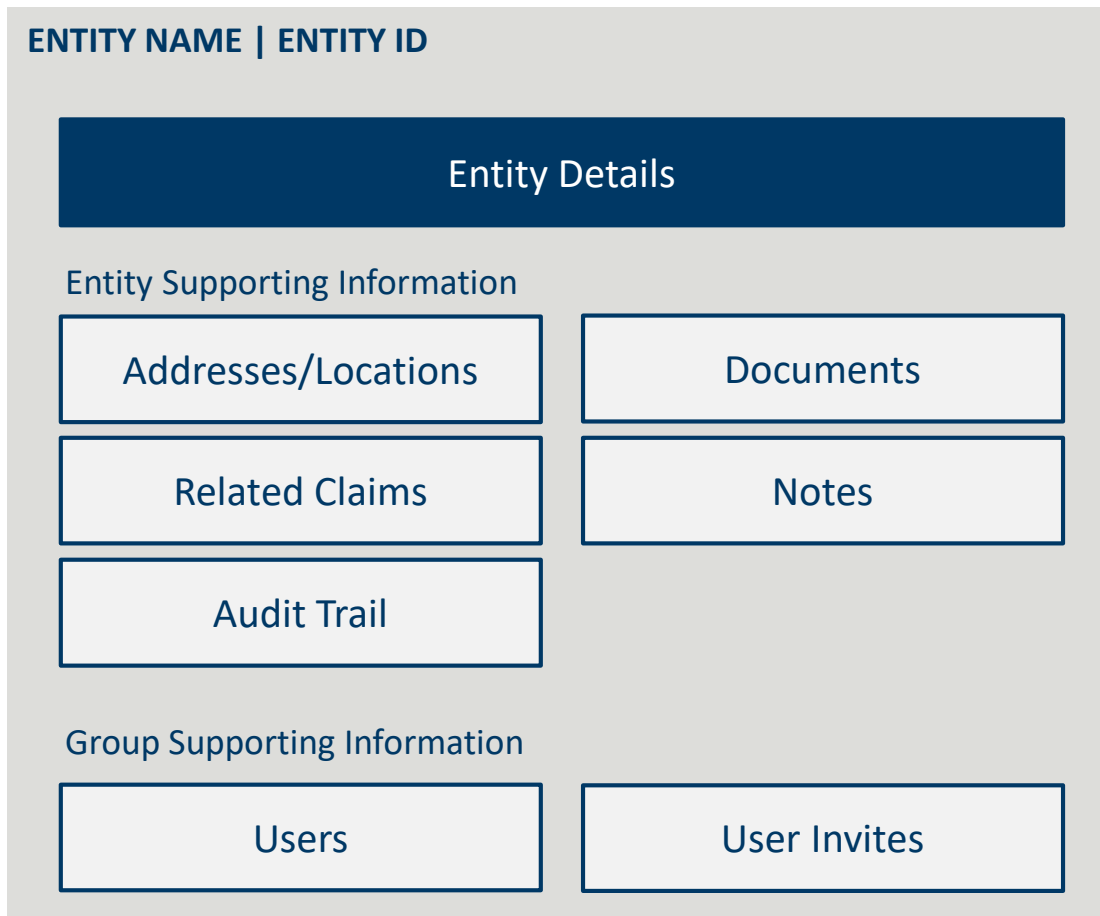 ENTITY NAME | ENTITY ID
Entity Details
Entity Supporting Information
Addresses/Locations
Documents
Related Claims
Notes
Audit Trail
Group Supporting Information
Users
User Invites